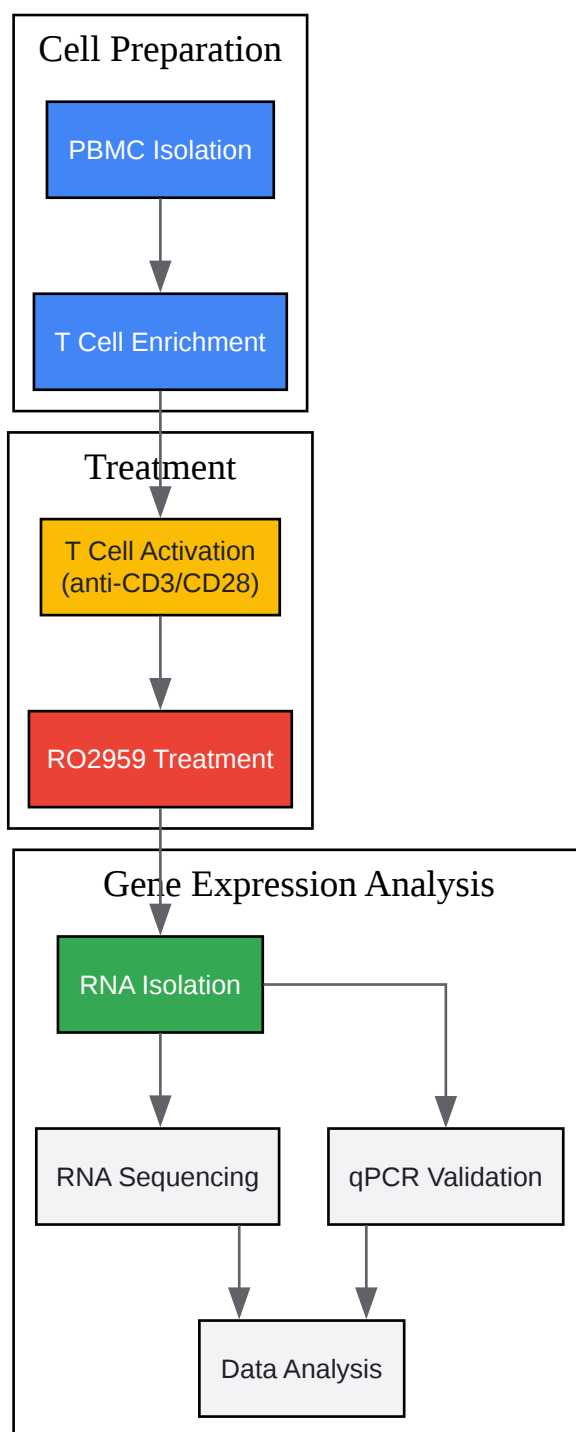 Cell Preparation
PBMC Isolation
T Cell Enrichment
Treatment
T Cell Activation
(anti-CD3/CD28)
RO2959 Treatment
Gene Expression Analysis
RNA Isolation
RNA Sequencing
qPCR Validation
Data Analysis